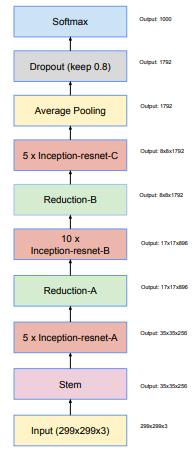 Softmax
Output: 1000
Dropout (keep 0.8)
Output: 1792
Average Pooling
Output: 1792
5 x Inception-resnet-C
Output: 8x8x1792
Reduction-B
Output: 8x8x1792
10 x
Inception-resnet-B
Output: 17x17x896
Reduction-A
Output: 17x17x896
5 x Inception-resnet-A
Output: 35x35x256
Stem
Output: 35x35x256
Input (299x299x3)
299x299x3